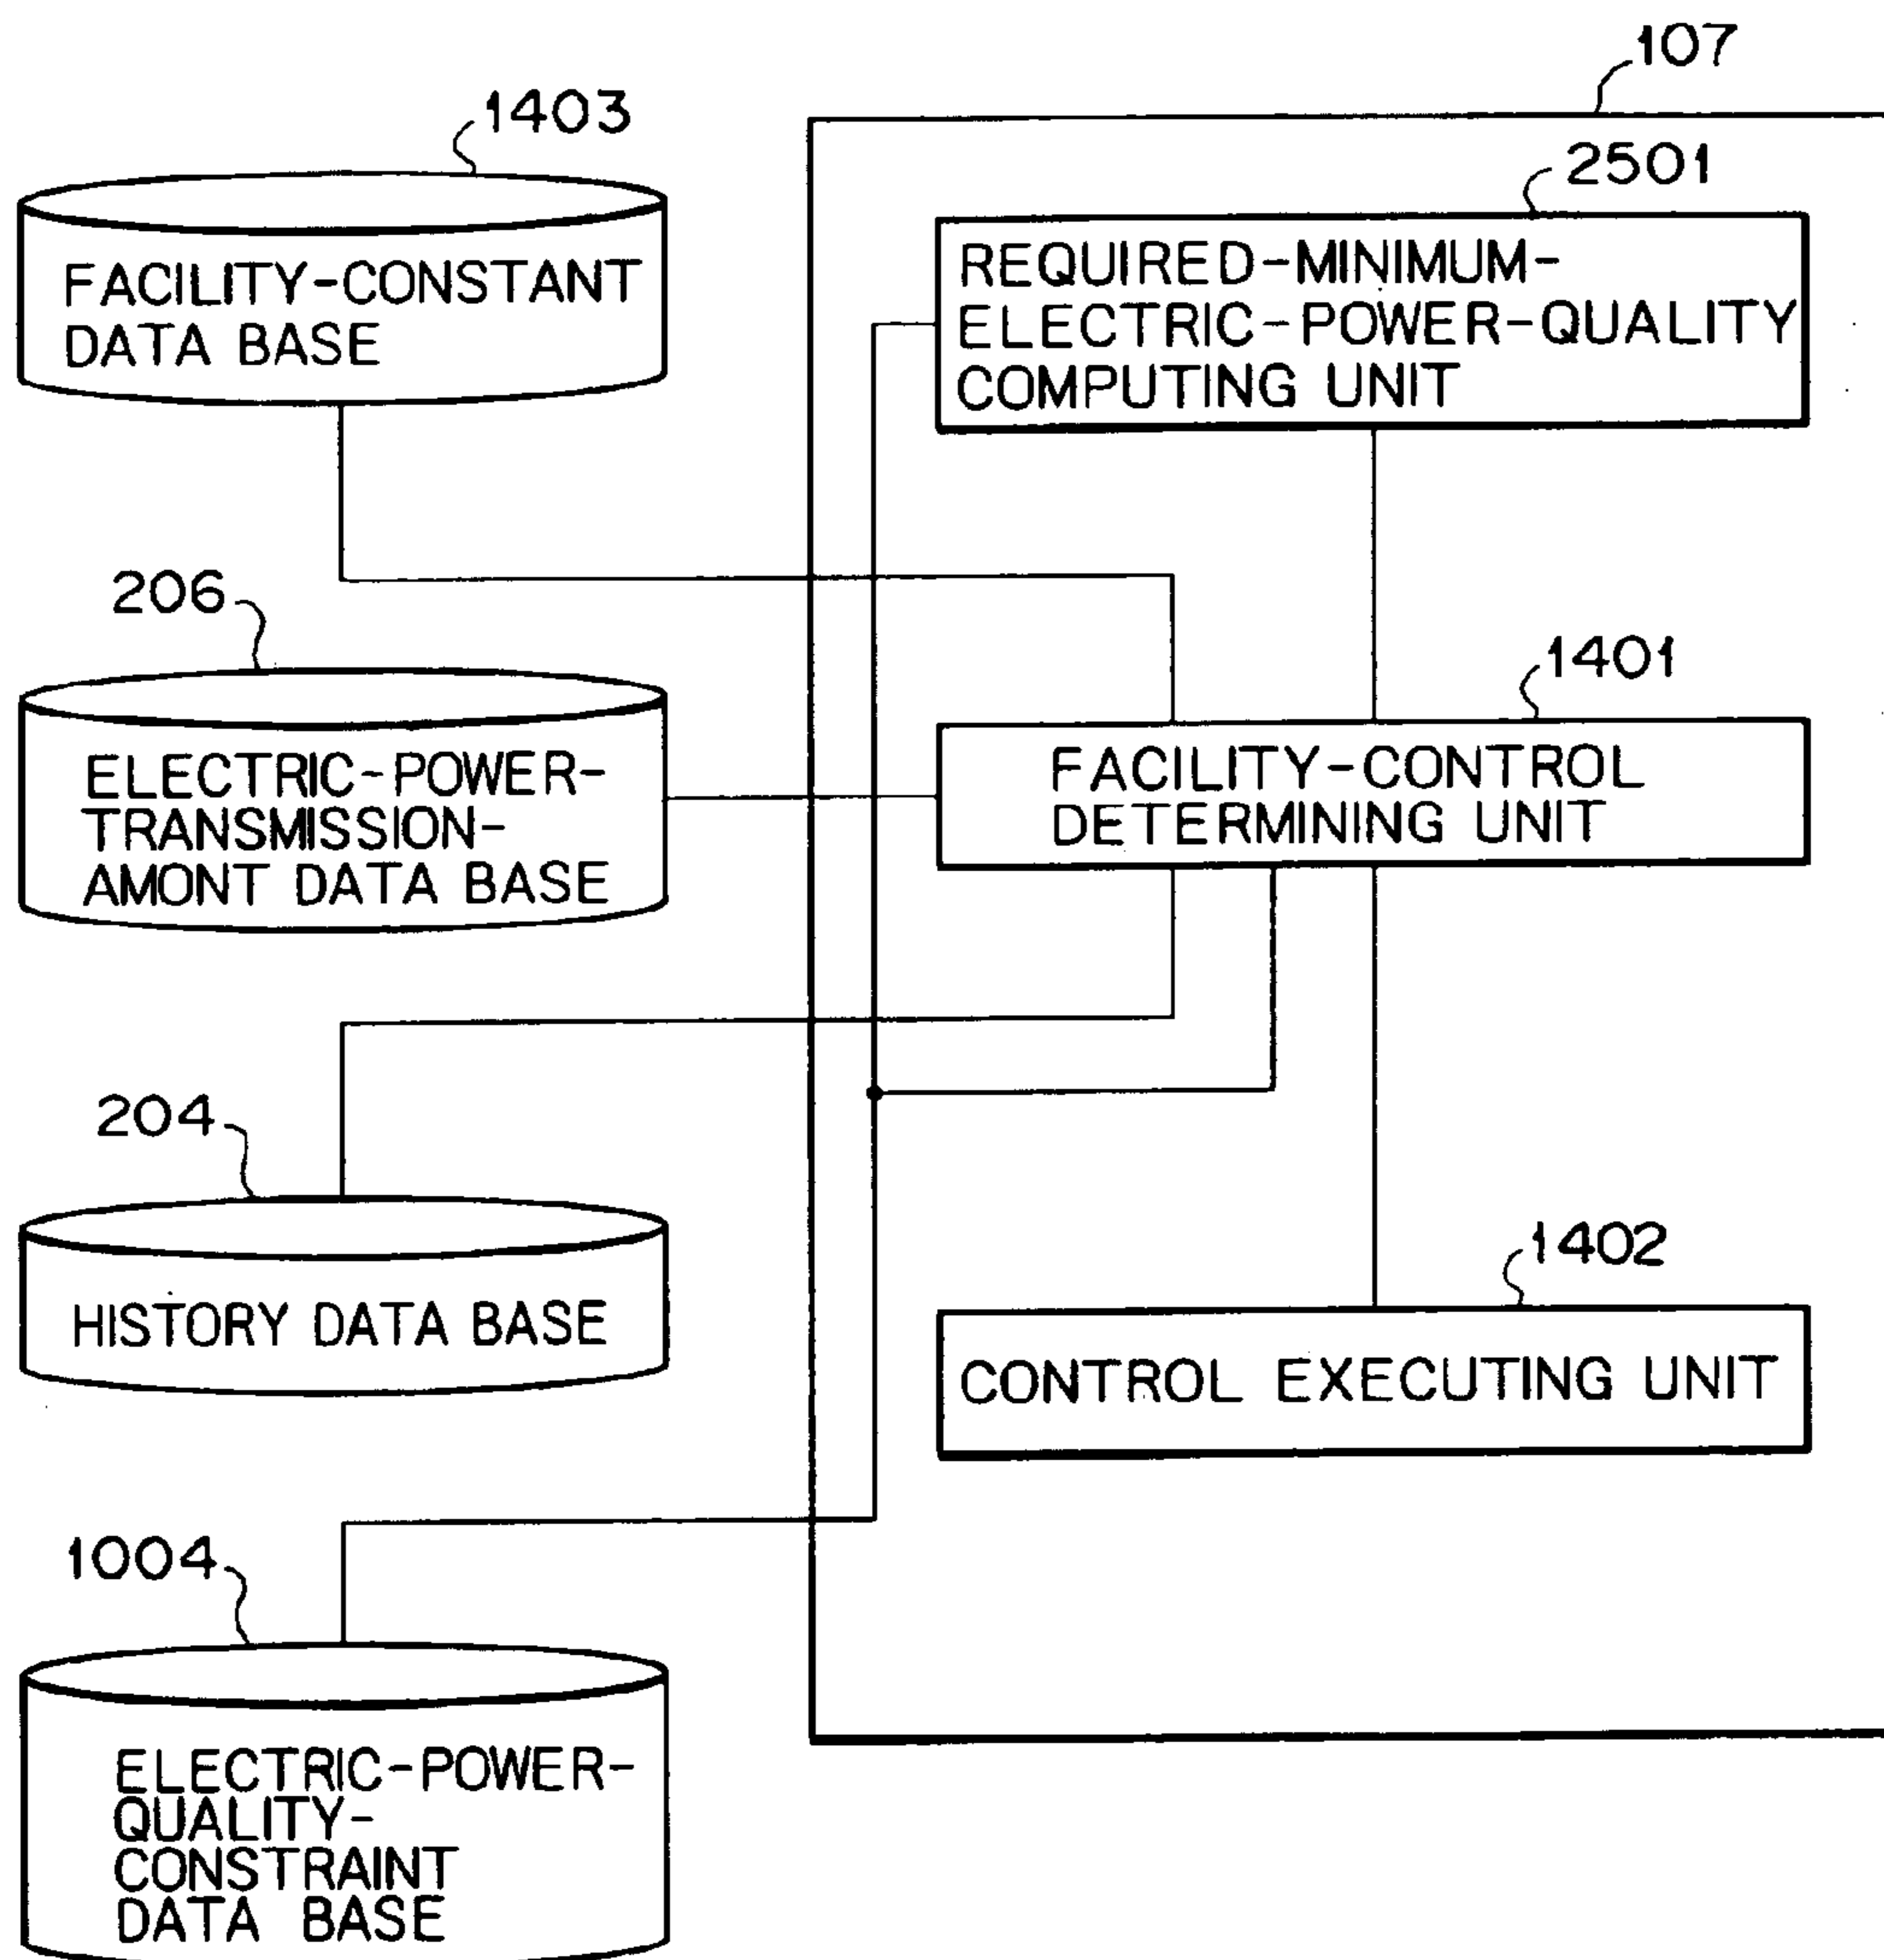 107
1403
2501
FACILITY-CONSTANT
DATA BASE
REQUIRED-MINIMUM-
ELECTRIC-POWER-QUALITY
COMPUTING UNIT
206
1401
ELECTRIC-POWER-
TRANSMISSION-
AMONT DATA BASE
FACILITY-CONTROL
DETERMINING UNIT
204
1402
HISTORY DATA BASE
CONTROL EXECUTING UNIT
1004
ELECTRIC-POWER-
QUALITY-
CONSTRAINT
DATA BASE